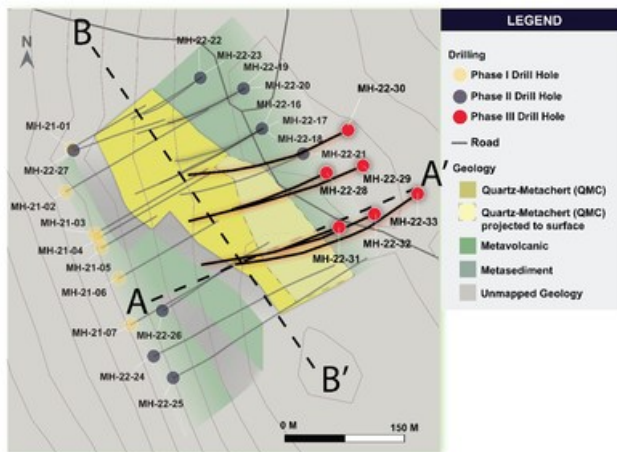 B
N
MH-22-22
MH-22-23
MH-22-19
MH-22-20
MH-22-16
MH-22-17
MH-22-18
MH-22-30
MH-21-01
MH-22-27
MH-21-02
MH-21-03
MH-21-04
MH-21-05
MH-21-06
MH-21-07
MH-22-21
MH-22-29
MH-22-28
A'
MH-22-33
MH-22-32
MH-22-31
A
MH-22-26
MH-22-24
MH-22-25
B'
0 M
150 M
LEGEND
Drilling
Phase I Drill Hole
Phase II Drill Hole
Phase III Drill Hole
Road
Geology
Quartz-Metachert (QMC)
Quartz-Metachert (QMC)
projected to surface
Metavolcanic
Metasediment
Unmapped Geology